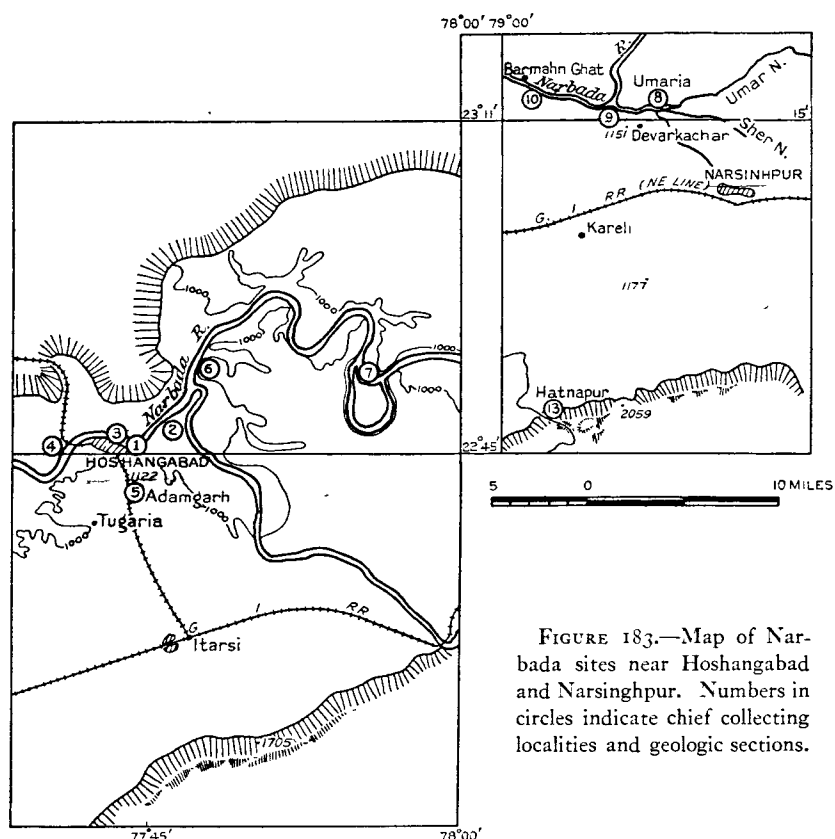 78°00' 79°00'
R.
Barmahn Ghat
Narbada
Umaria
Umar N.
10
8
9
23°11'
15'
1151
Devarkachar
Sher N.
NARSINHPUR
G. I RR (NE LINE)
Kareli
1177
1000
1000
1000
Narbada R.
1000
6
7
1000
Hatnapur
13
2059
2
3
4
1
22°45'
HOSHANGABAD
1122
5
Adamgarh
1000
Tugaria
1000
5 0 10 MILES
G I RR
Itarsi
1705
77°45'
78°00'
FIGURE 183.—Map of Nar-
bada sites near Hoshangabad
and Narsinghpur. Numbers in
circles indicate chief collecting
localities and geologic sections.